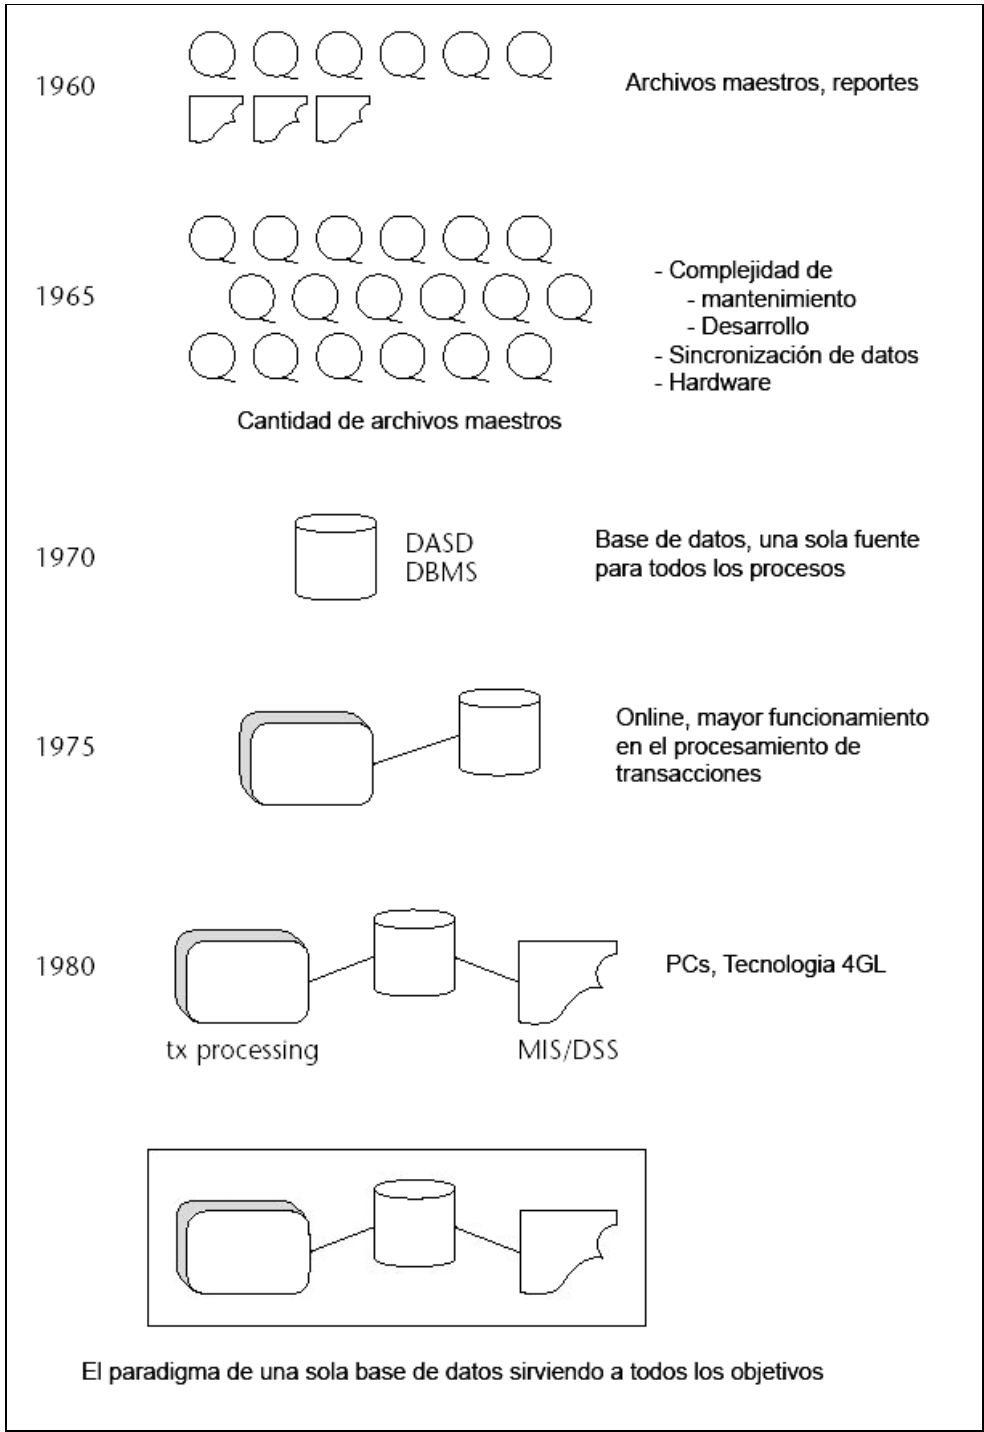 1960
Archivos maestros, reportes
1965
- Complejidad de
- mantenimiento
- Desarrollo
- Sincronización de datos
- Hardware
Cantidad de archivos maestros
1970
DASD
DBMS
Base de datos, una sola fuente
para todos los procesos
1975
Online, mayor funcionamiento
en el procesamiento de
transacciones
1980
PCs, Tecnologia 4GL
tx processing
MIS/DSS
El paradigma de una sola base de datos sirviendo a todos los objetivos